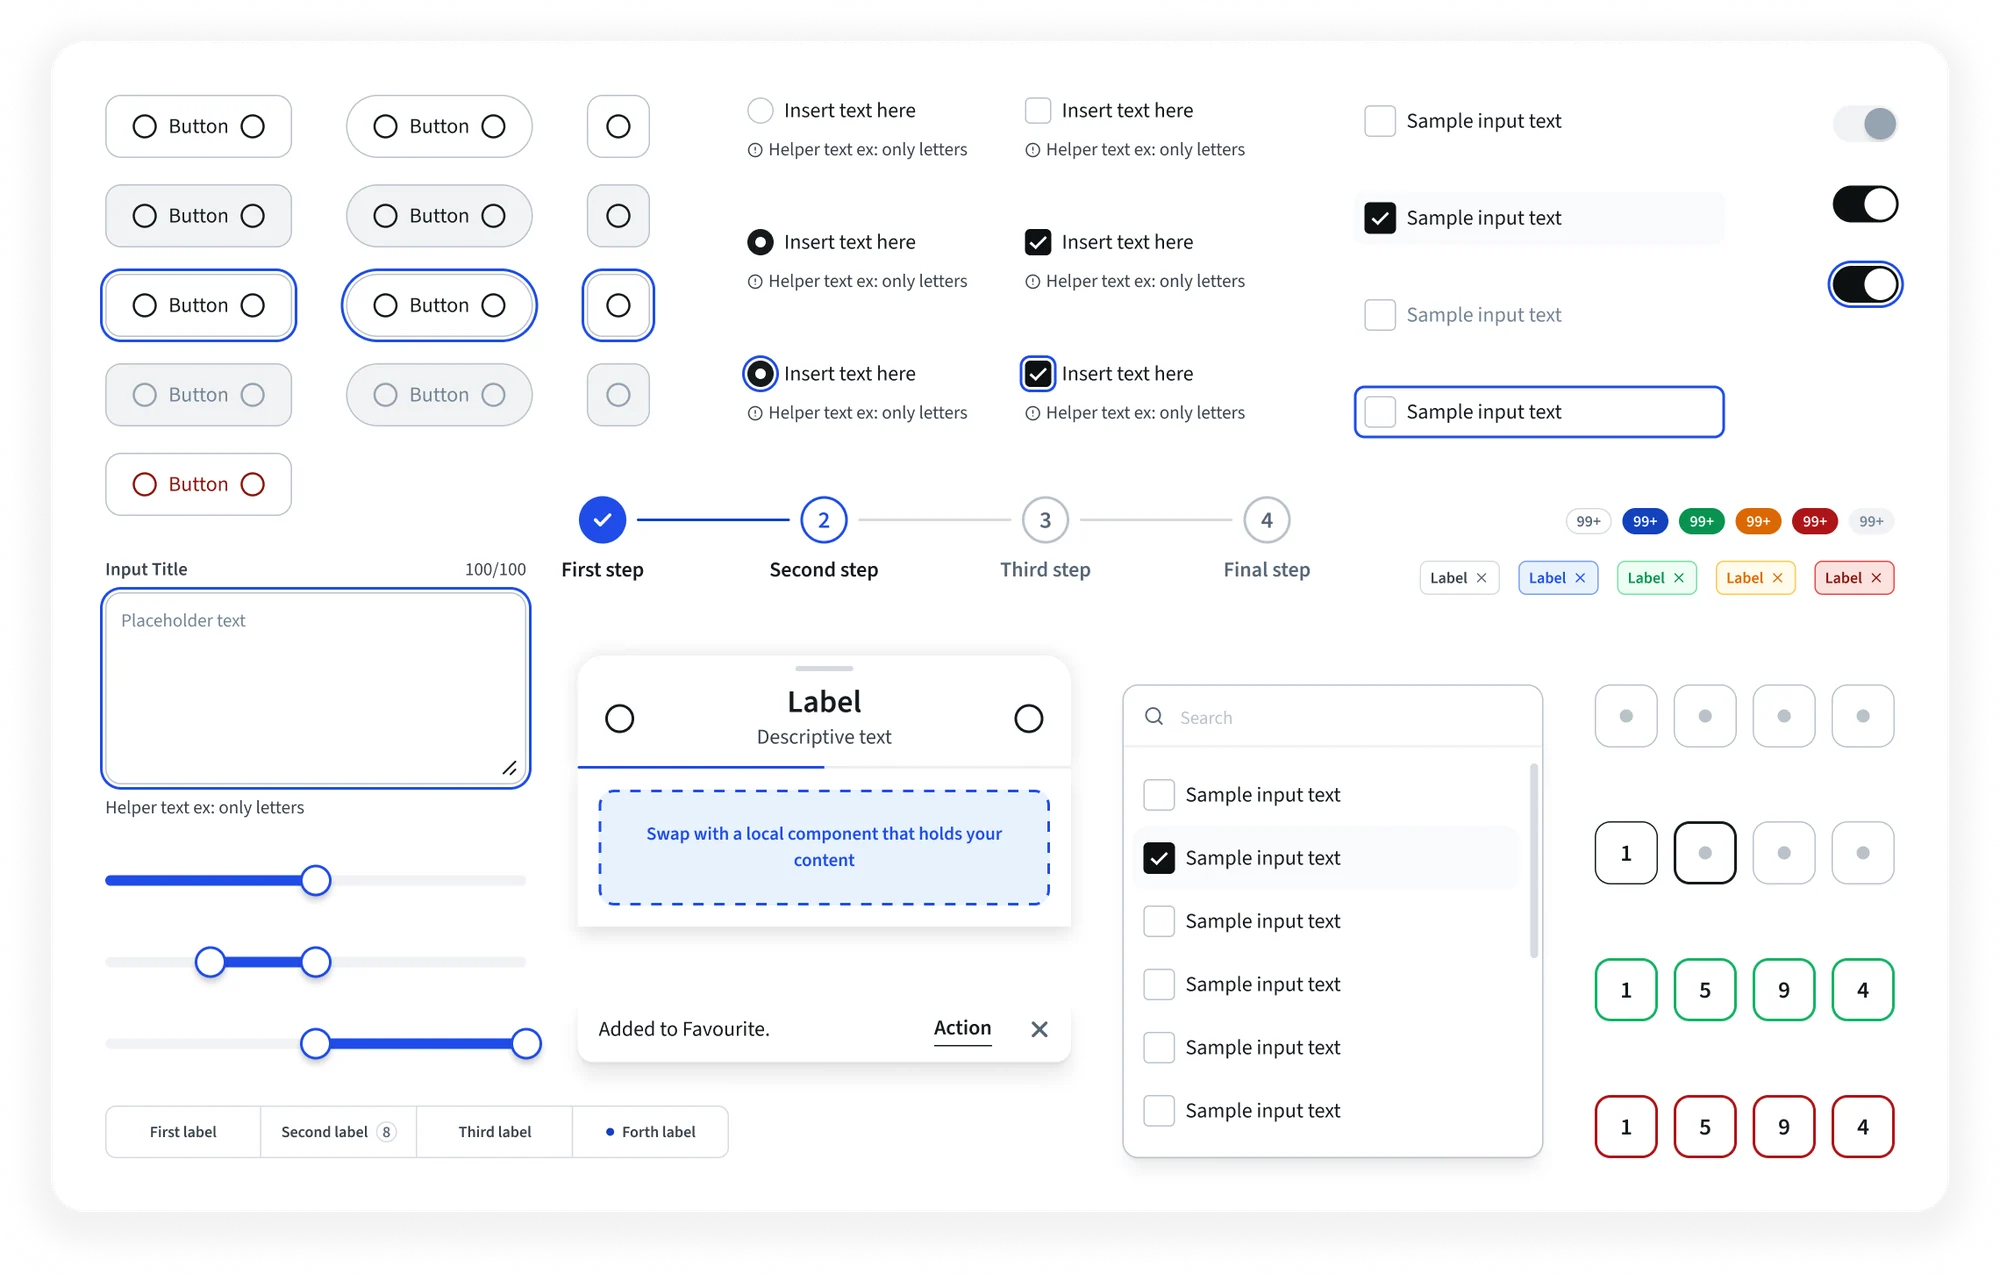 Button
Button
Button
Button
Button
Button
Button
Button
Button
Insert text here
Helper text ex: only letters
Insert text here
Helper text ex: only letters
Insert text here
Helper text ex: only letters
Insert text here
Helper text ex: only letters
Insert text here
Helper text ex: only letters
Insert text here
Helper text ex: only letters
Sample input text
Sample input text
Sample input text
Sample input text
2
3
4
First step
Second step
Third step
Final step
99+
99+
99+
99+
99+
99+
Label
Label
Label
Label
Label
Input Title
100/100
Placeholder text
Helper text ex: only letters
Label
Descriptive text
Swap with a local component that holds your
content
Added to Favourite.
Action
Search
Sample input text
Sample input text
Sample input text
Sample input text
Sample input text
Sample input text
1
1 5 9 4
1 5 9 4
First label
Second label 8
Third label
Forth label